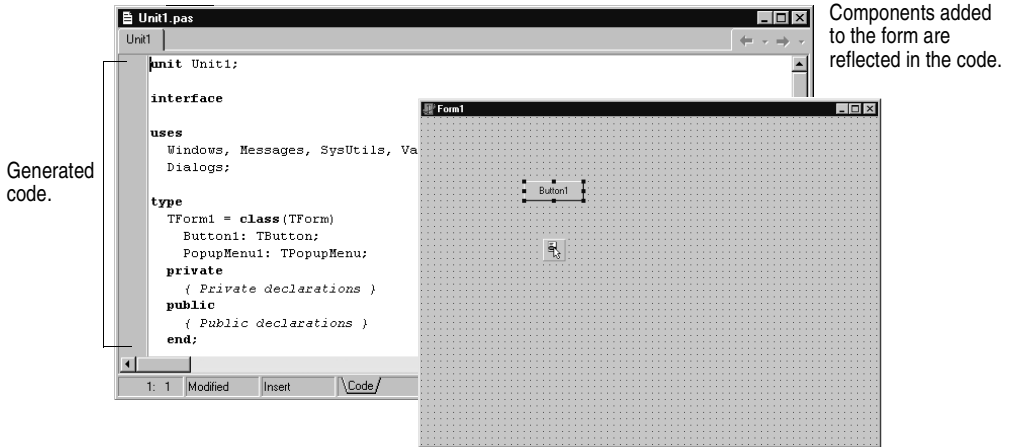 Unit1.pas
Unit1
unit Unit1;
interface
uses
Windows, Messages, SysUtils, Va
Dialogs;
type
TForm1 = class(TForm)
Button1: TButton;
PopupMenu1: TPopupMenu;
private
{ Private declarations }
public
{ Public declarations }
end;
1: 1 Modified Insert \Code/
Form1
Button1
Generated
code.
Components added
to the form are
reflected in the code.